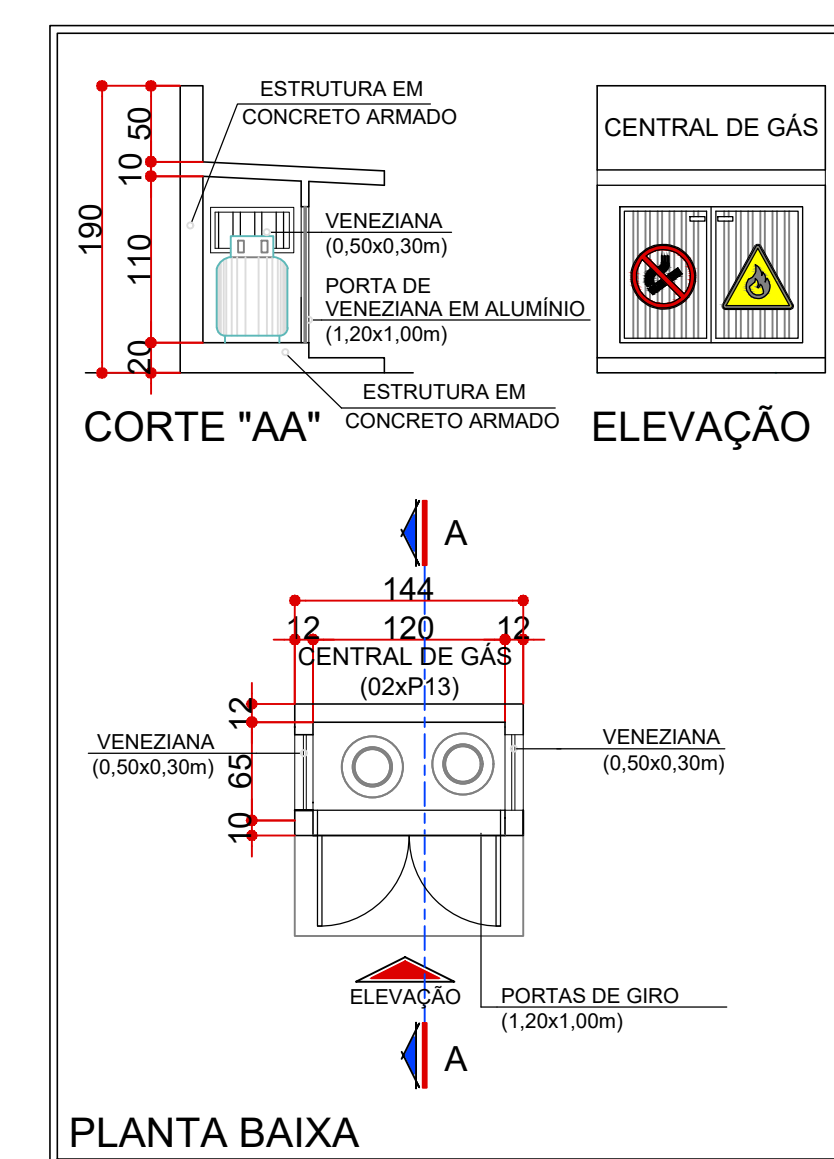 ESTRUTURA EM
CONCRETO ARMADO
CENTRAL DE GÁS
50
10
190
110
20
VENEZIANA
(0,50x0,30m)
PORTA DE
VENEZIANA EM ALUMÍNIO
(1,20x1,00m)
ESTRUTURA EM
CONCRETO ARMADO
CORTE "AA"
ELEVAÇÃO
A
144
12 120 12
CENTRAL DE GÁS
(02xP13)
12
65
10
VENEZIANA
(0,50x0,30m)
VENEZIANA
(0,50x0,30m)
ELEVAÇÃO
PORTAS DE GIRO
(1,20x1,00m)
A
PLANTA BAIXA